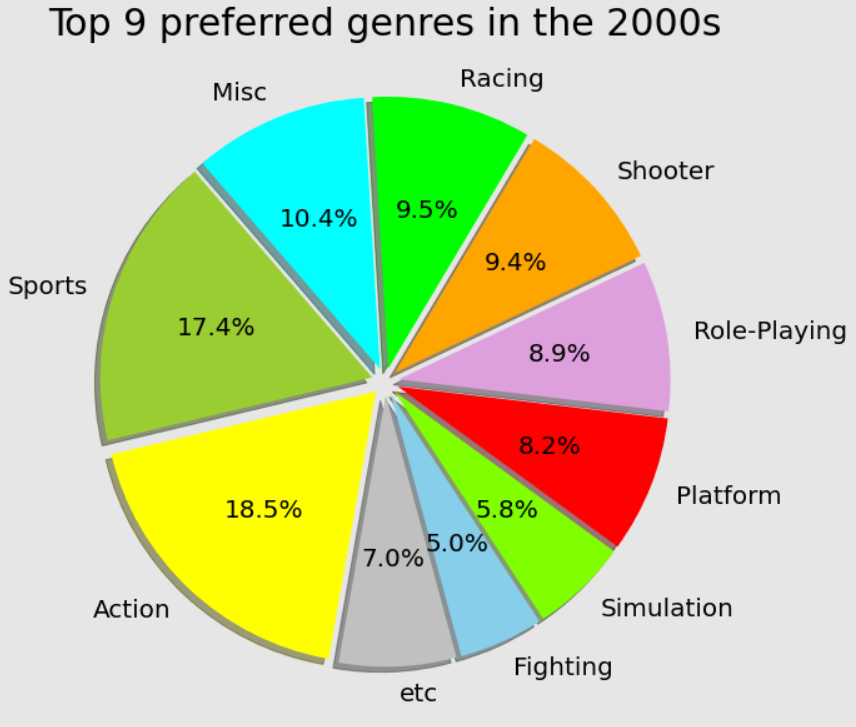 Top 9 preferred genres in the 2000s
Racing
Misc
Shooter
9.5%
10.4%
9.4%
Sports
17.4%
Role-Playing
8.9%
8.2%
Platform
18.5%
5.8%
5.0%
7.0%
Action
Simulation
Fighting
etc